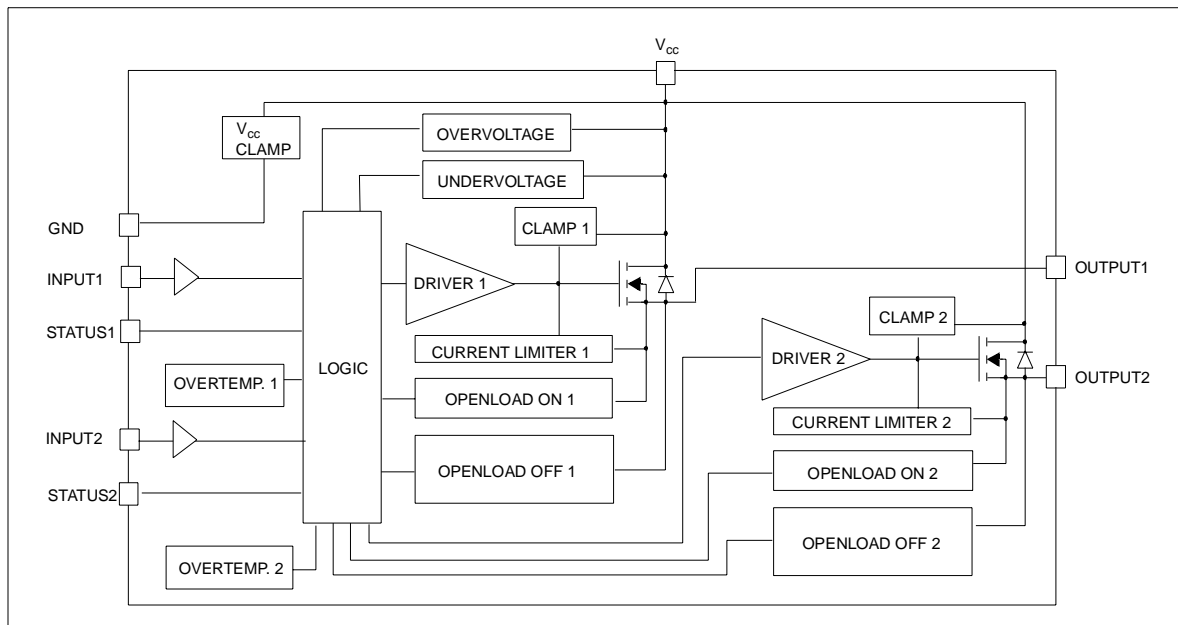 Vcc
Vcc
CLAMP
OVERVOLTAGE
UNDERVOLTAGE
GND
CLAMP 1
INPUT1
DRIVER 1
OUTPUT1
STATUS1
CLAMP 2
CURRENT LIMITER 1
DRIVER 2
LOGIC
OVERTEMP. 1
OUTPUT2
OPENLOAD ON 1
CURRENT LIMITER 2
INPUT2
OPENLOAD OFF 1
OPENLOAD ON 2
STATUS2
OPENLOAD OFF 2
OVERTEMP. 2